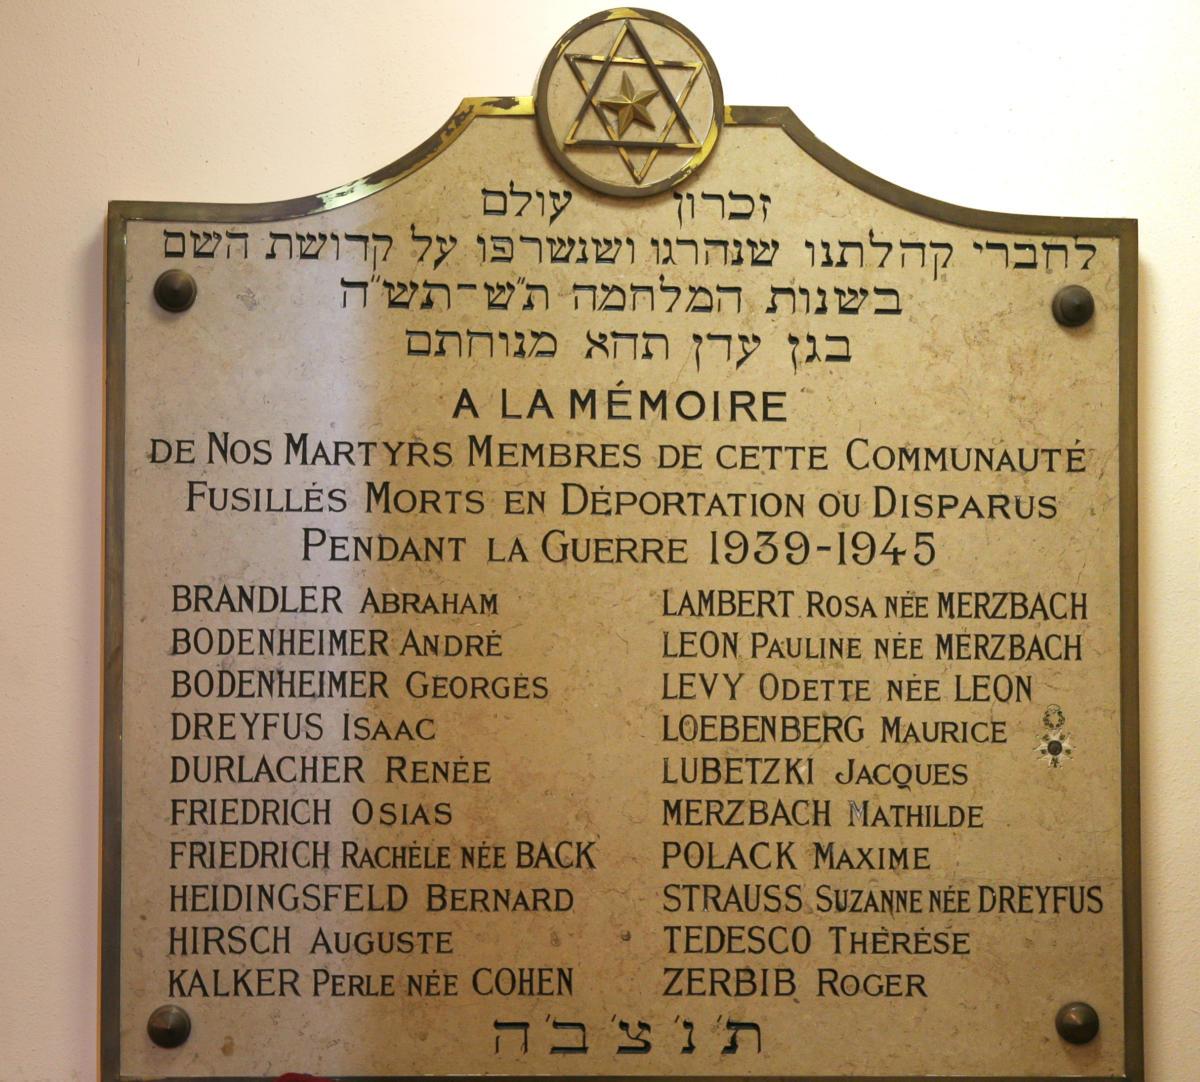 זכרון עולם
לחברי קהלתנו שנהרגו ושנשרפו על קדושת השם
בשנות המלחמה ת״ש-תש״ה
בגן עדן תהא מנוחתם
A LA MÉMOIRE
DE NOS MARTYRS MEMBRES DE CETTE COMMUNAUTÉ
FUSILLÉS MORTS EN DÉPORTATION OU DISPARUS
PENDANT LA GUERRE 1939-1945
BRANDLER ABRAHAM
BODENHEIMER ANDRÉ
BODENHEIMER GEORGES
DREYFUS ISAAC
DURLACHER RENÉE
FRIEDRICH OSIAS
FRIEDRICH RACHÈLE NÉE BACK
HEIDINGSFELD BERNARD
HIRSCH AUGUSTE
KALKER PERLE NÉE COHEN
LAMBERT ROSA NÉE MERZBACH
LEON PAULINE NÉE MERZBACH
LEVY ODETTE NÉE LEON
LOEBENBERG MAURICE
LUBETZKI JACQUES
MERZBACH MATHILDE
POLACK MAXIME
STRAUSS SUZANNE NÉE DREYFUS
TEDESCO THÉRÈSE
ZERBIB ROGER
ת׳נ׳צ׳ב׳ה